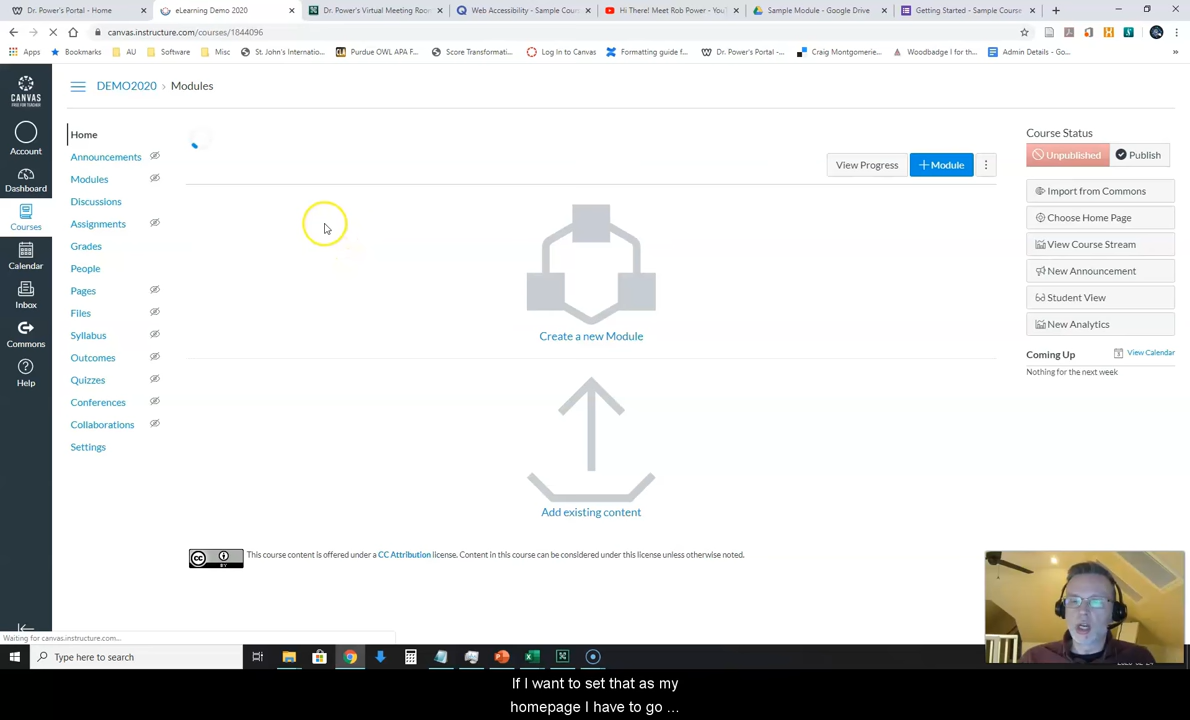 Dr. Power's Portal - Home
eLearning Demo 2020
Dr. Power's Virtual Meeting Room
Web Accessibility - Sample Cours
Hi There! Meet Rob Power - YouT
Sample Module - Google Drive
Getting Started - Sample Course
canvas.instructure.com/courses/1844096
Apps
Bookmarks
AU
Software
Misc
St. John's Internatio...
Purdue OWL APA F...
Score Transformati...
Log In to Canvas
Formatting guide f...
Dr. Power's Portal -...
Craig Montgomerie...
Woodbadge I for th...
Admin Details - Go...
CANVAS
Account
Dashboard
Courses
Calendar
Inbox
Commons
Help
DEMO2020 › Modules
Home
Announcements
Modules
Discussions
Assignments
Grades
People
Pages
Files
Syllabus
Outcomes
Quizzes
Conferences
Collaborations
Settings
View Progress
+ Module
Create a new Module
Add existing content
CC BY
This course content is offered under a CC Attribution license. Content in this course can be considered under this license unless otherwise noted.
Course Status
Unpublished
Publish
Import from Commons
Choose Home Page
View Course Stream
New Announcement
Student View
New Analytics
Coming Up
View Calendar
Nothing for the next week
Waiting for canvas.instructure.com...
Type here to search
If I want to set that as my
homepage I have to go ...